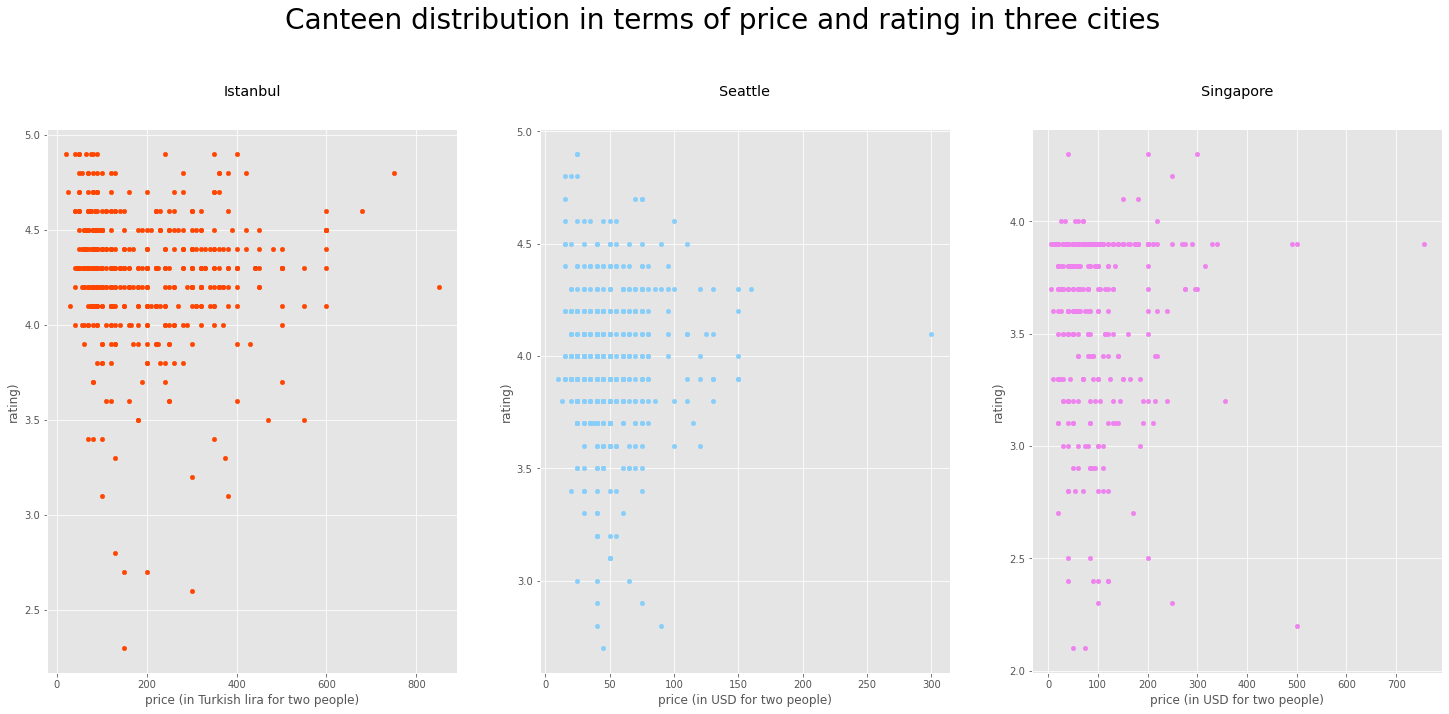 Canteen distribution in terms of price and rating in three cities
Istanbul
5.0
4.5
4.0
3.5
3.0
2.5
rating)
0 200 400 600 800
price (in Turkish lira for two people)
Seattle
5.0
4.5
4.0
3.5
3.0
rating)
0 50 100 150 200 250 300
price (in USD for two people)
Singapore
4.0
3.5
3.0
2.5
2.0
rating)
0 100 200 300 400 500 600 700
price (in USD for two people)